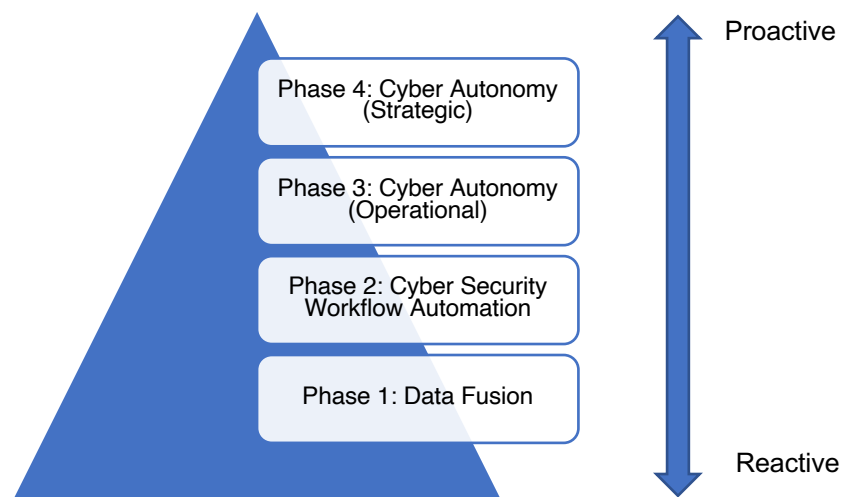 Proactive
Phase 4: Cyber Autonomy
(Strategic)
Phase 3: Cyber Autonomy
(Operational)
Phase 2: Cyber Security
Workflow Automation
Phase 1: Data Fusion
Reactive